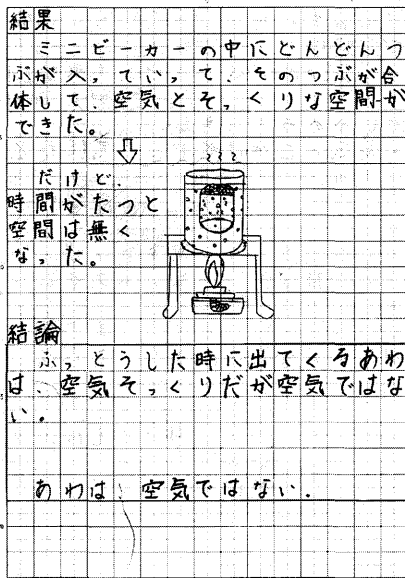 結果
ミニビーカーの中にどんどんつ
ぶが入っていって、そのつぶが合
体して、空気とそっくりな空間が
できた。
⇩
だけど、
時間がたつと
空間は無く
なった。
結論
ふっとうした時に出てくるあわ
は、空気そっくりだが空気ではな
い。
あわは、空気ではない。